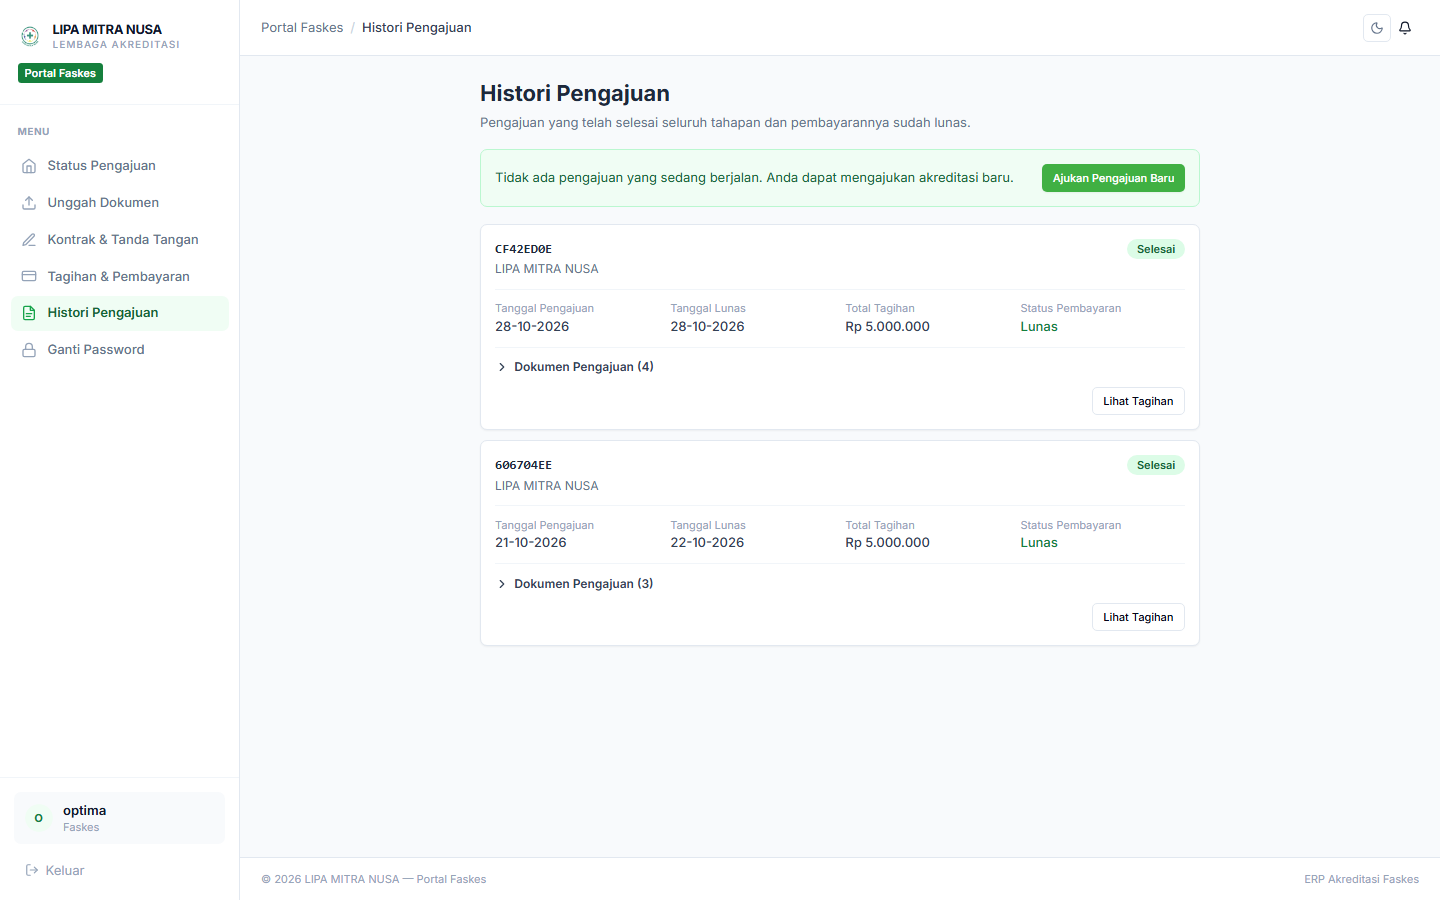 LIPA MITRA NUSA
LEMBAGA AKREDITASI
Portal Faskes
MENU
Status Pengajuan
Unggah Dokumen
Kontrak & Tanda Tangan
Tagihan & Pembayaran
Histori Pengajuan
Ganti Password
O optima
Faskes
Keluar
Portal Faskes / Histori Pengajuan
Histori Pengajuan
Pengajuan yang telah selesai seluruh tahapan dan pembayarannya sudah lunas.
Tidak ada pengajuan yang sedang berjalan. Anda dapat mengajukan akreditasi baru. Ajukan Pengajuan Baru
CF42ED0E Selesai
LIPA MITRA NUSA
Tanggal Pengajuan Tanggal Lunas Total Tagihan Status Pembayaran
28-10-2026 28-10-2026 Rp 5.000.000 Lunas
Dokumen Pengajuan (4)
Lihat Tagihan
606704EE Selesai
LIPA MITRA NUSA
Tanggal Pengajuan Tanggal Lunas Total Tagihan Status Pembayaran
21-10-2026 22-10-2026 Rp 5.000.000 Lunas
Dokumen Pengajuan (3)
Lihat Tagihan
© 2026 LIPA MITRA NUSA — Portal Faskes ERP Akreditasi Faskes